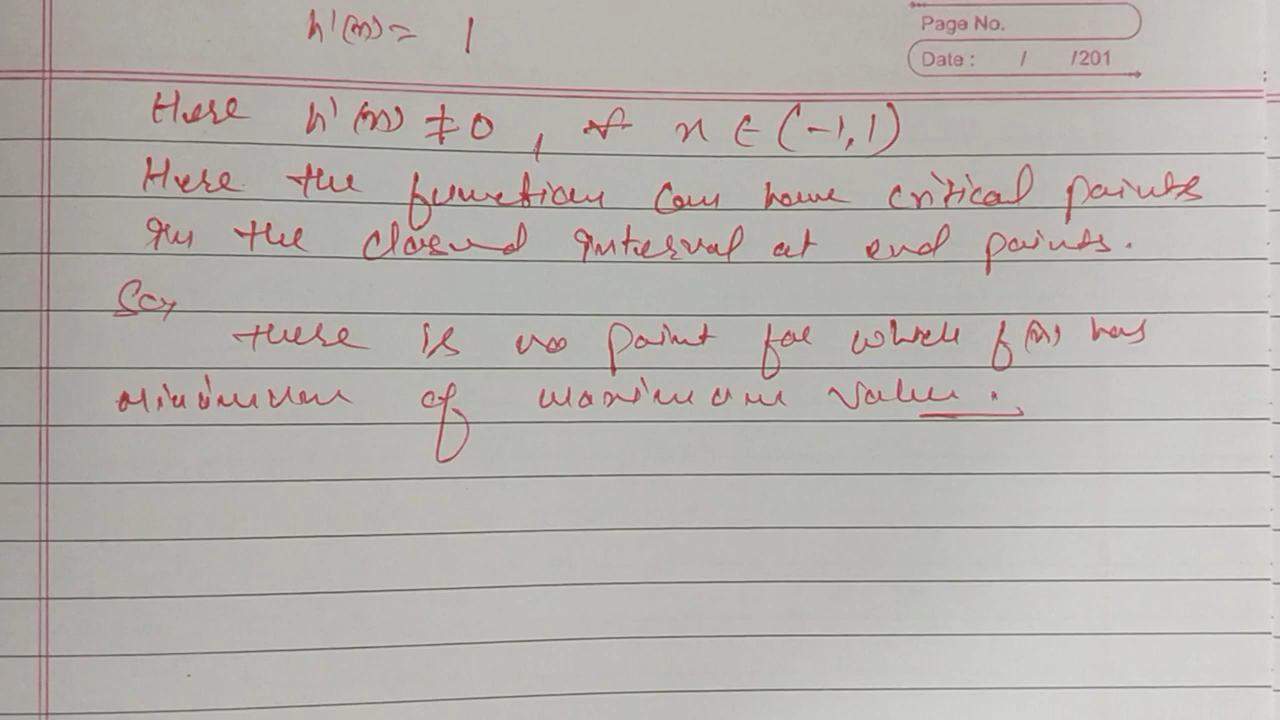 h'(x) = 1
Page No.
Date : / /201
Here h'(x) ≠ 0, ∀ x ∈ (-1,1)
Here the function can have critical points
in the closed interval at end points.
So,
there is no point for which f(x) has
minimum of maximum value.